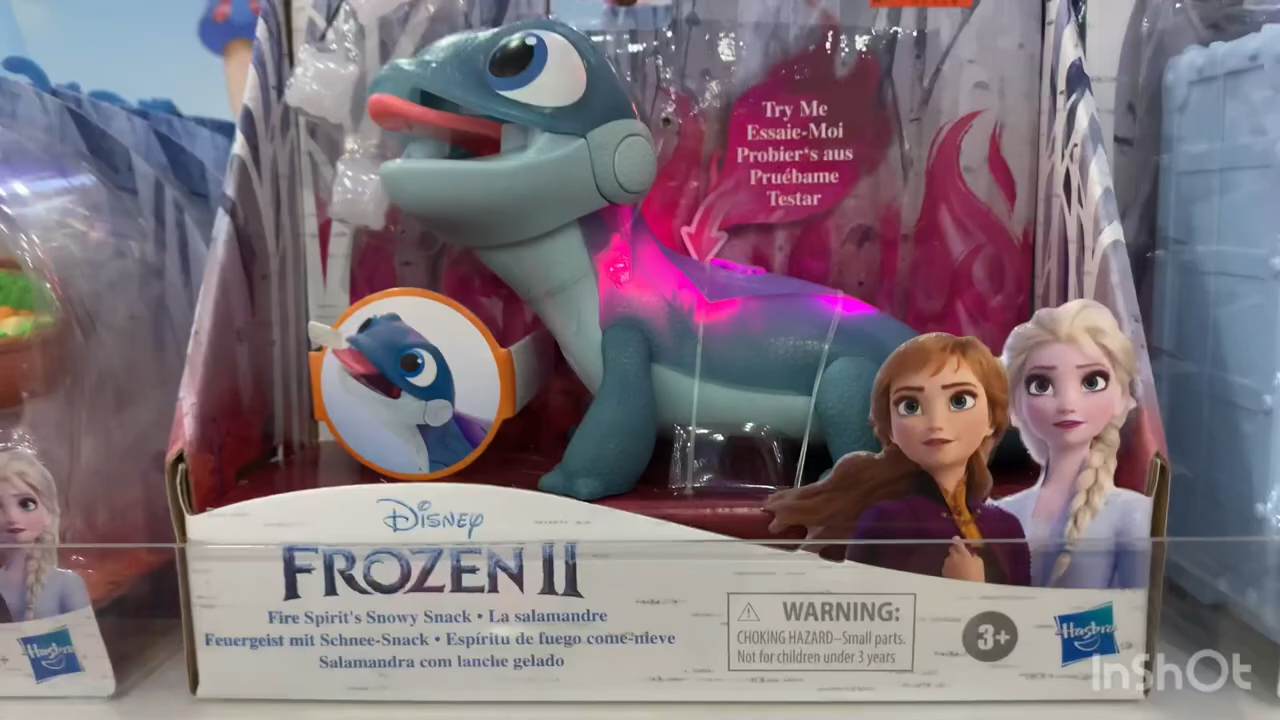 Try Me
Essaie-Moi
Probier's aus
Pruébame
Testar
Disney
FROZEN II
Fire Spirit's Snowy Snack • La salamandre
Feuergeist mit Schnee-Snack • Espíritu de fuego come-nieve
Salamandra com lanche gelado
WARNING:
CHOKING HAZARD–Small parts.
Not for children under 3 years
3+
Hasbro
Hasbro
InShOt